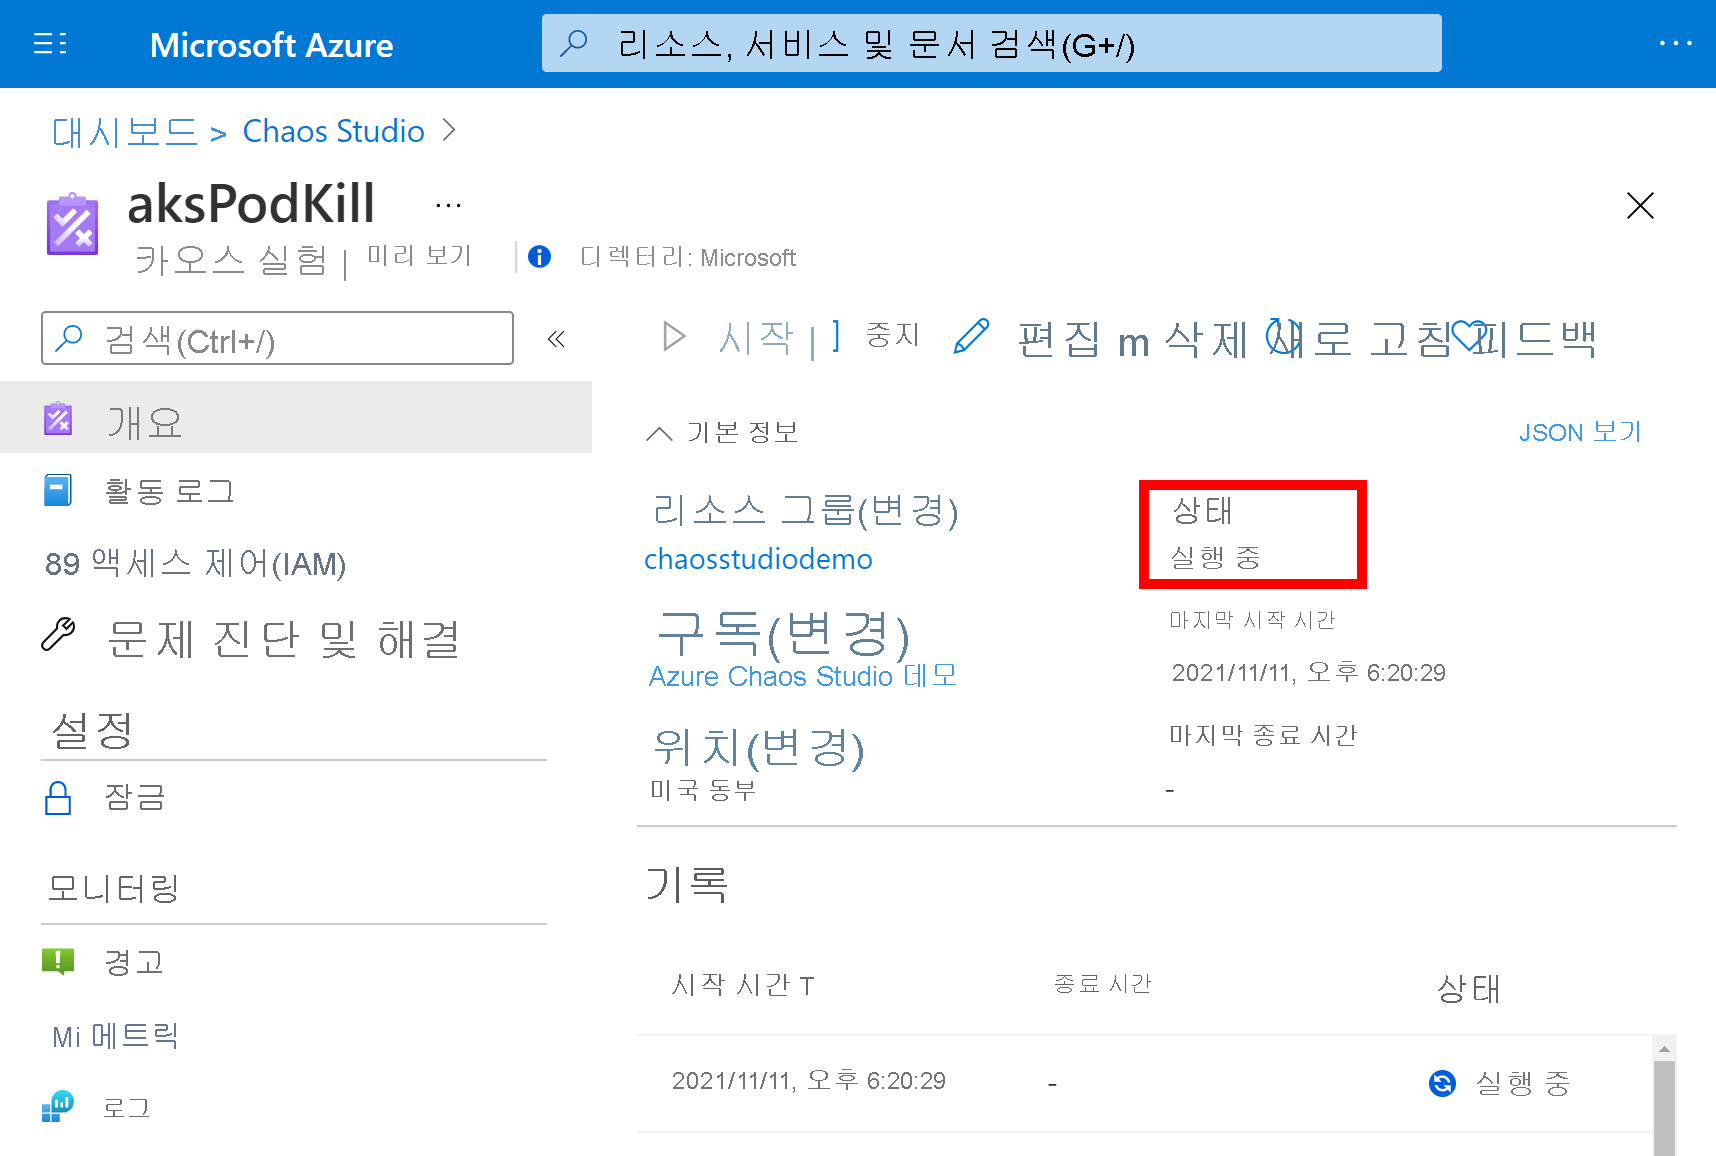 Microsoft Azure
리소스, 서비스 및 문서 검색(G+/)
대시보드 > Chaos Studio >
aksPodKill ...
카오스 실험 | 미리 보기
디렉터리: Microsoft
검색(Ctrl+/) «
시작 | ] 중지 편집 m 삭제 새로 고침 피드백
개요
활동 로그
89 액세스 제어(IAM)
문제 진단 및 해결
설정
잠금
모니터링
경고
Mi 메트릭
로그
기본 정보
JSON 보기
리소스 그룹(변경)
chaosstudiodemo
구독(변경)
Azure Chaos Studio 데모
위치(변경)
미국 동부
상태
실행 중
마지막 시작 시간
2021/11/11, 오후 6:20:29
마지막 종료 시간
-
기록
시작 시간 T 종료 시간 상태
2021/11/11, 오후 6:20:29 - 실행 중